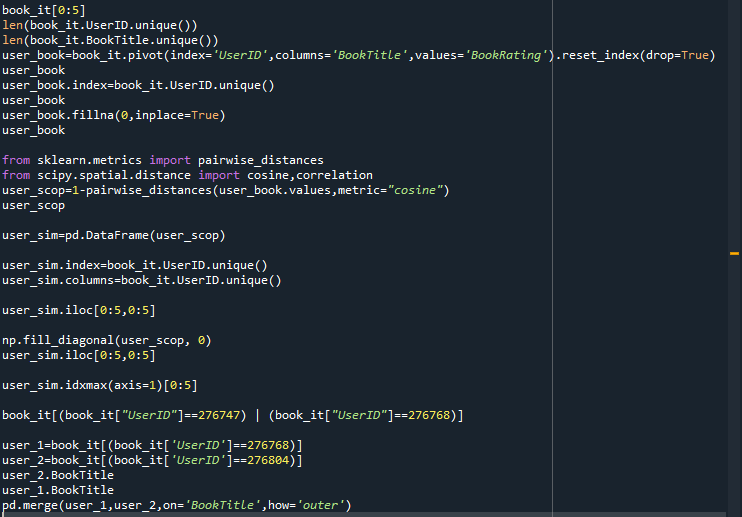 book_it[0:5]
len(book_it.UserID.unique())
len(book_it.BookTitle.unique())
user_book=book_it.pivot(index='UserID',columns='BookTitle',values='BookRating').reset_index(drop=True)
user_book
user_book.index=book_it.UserID.unique()
user_book
user_book.fillna(0,inplace=True)
user_book
from sklearn.metrics import pairwise_distances
from scipy.spatial.distance import cosine,correlation
user_scop=1-pairwise_distances(user_book.values,metric="cosine")
user_scop
user_sim=pd.DataFrame(user_scop)
user_sim.index=book_it.UserID.unique()
user_sim.columns=book_it.UserID.unique()
user_sim.iloc[0:5,0:5]
np.fill_diagonal(user_scop, 0)
user_sim.iloc[0:5,0:5]
user_sim.idxmax(axis=1)[0:5]
book_it[(book_it["UserID"]==276747) | (book_it["UserID"]==276768)]
user_1=book_it[(book_it['UserID']==276768)]
user_2=book_it[(book_it['UserID']==276804)]
user_2.BookTitle
user_1.BookTitle
pd.merge(user_1,user_2,on='BookTitle',how='outer')